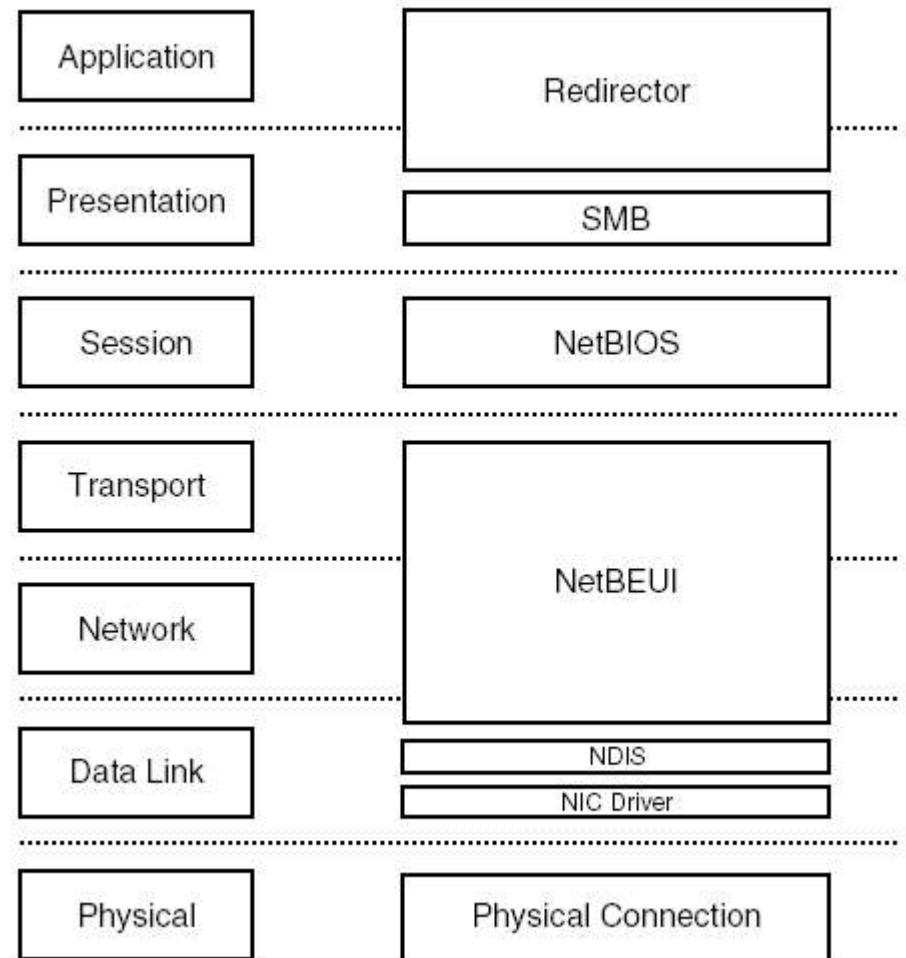 Application
Redirector
Presentation
SMB
Session
NetBIOS
Transport
NetBEUI
Network
Data Link
NDIS
NIC Driver
Physical
Physical Connection